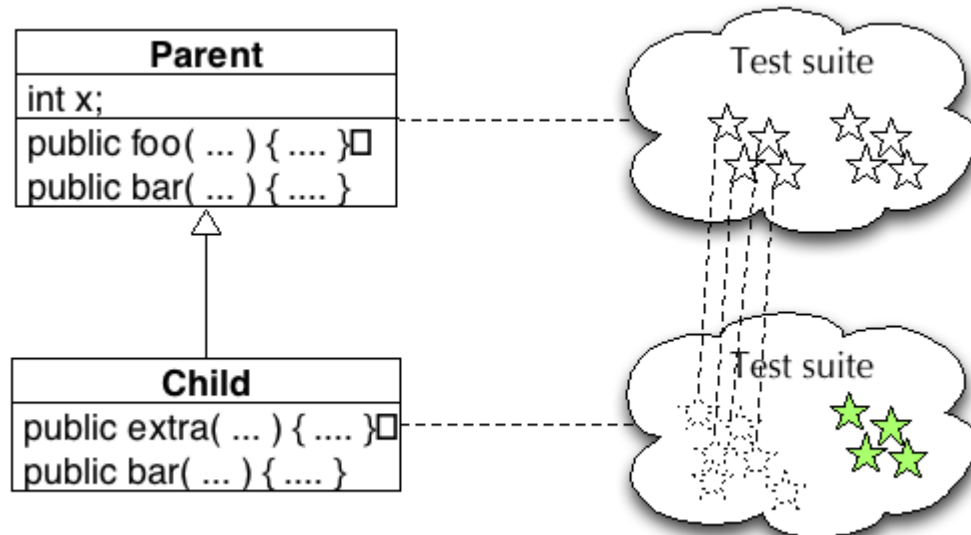 Parent
int x;
public foo( ... ) { .... }
public bar( ... ) { .... }
Test suite
Child
public extra( ... ) { .... }
public bar( ... ) { .... }
Test suite